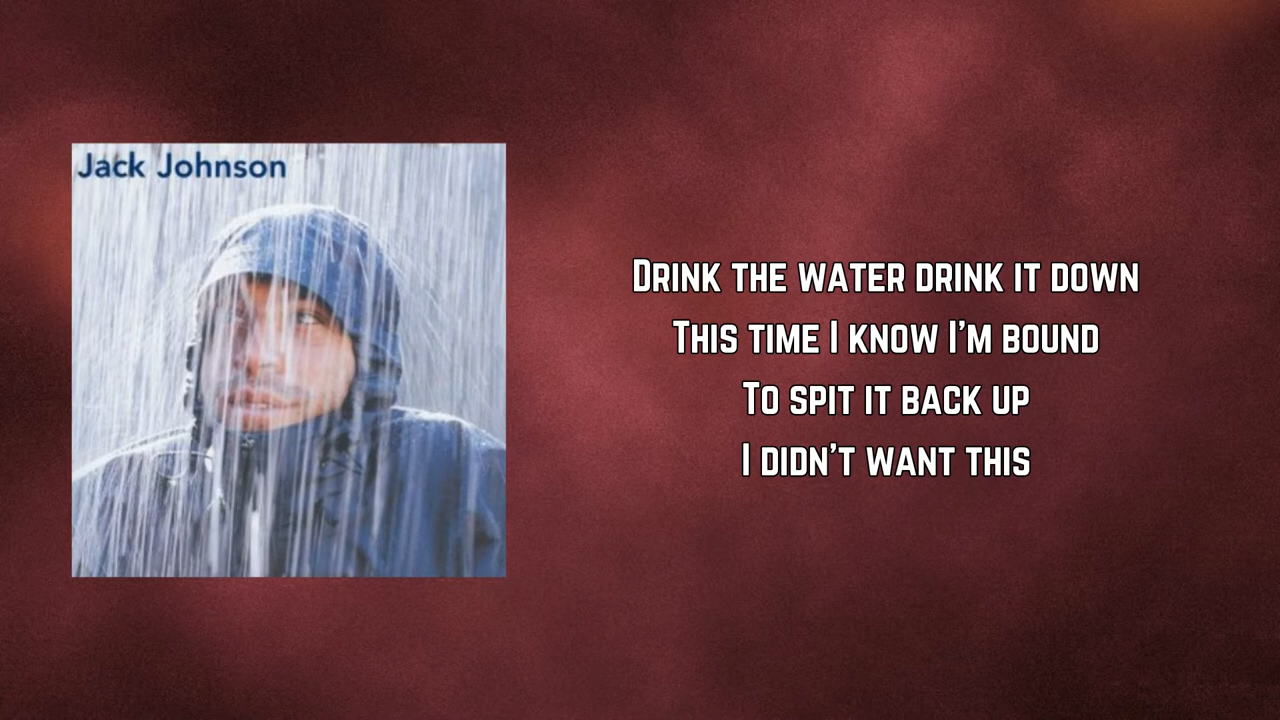 Jack Johnson
Drink the water drink it down
This time I know I'm bound
To spit it back up
I didn't want this